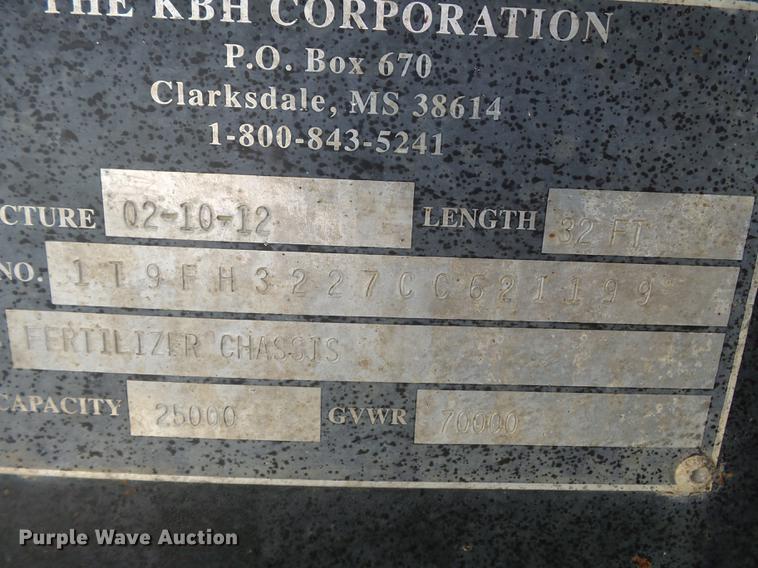 THE KBH CORPORATION
P.O. Box 670
Clarksdale, MS 38614
1-800-843-5241
CTURE 02-10-12 LENGTH 32 FT
NO. 1T9FH3227CC621199
FERTILIZER CHASSIS
CAPACITY 25000 GVWR 70000
Purple Wave Auction